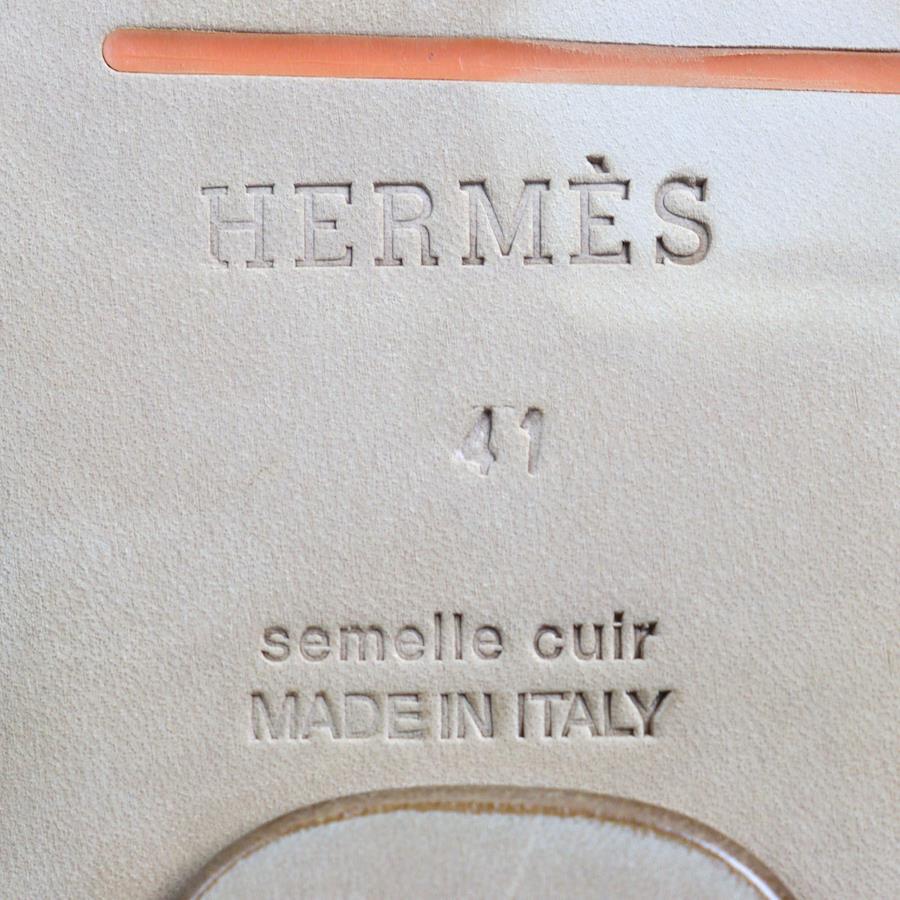 HERMÈS
41
semelle cuir
MADE IN ITALY